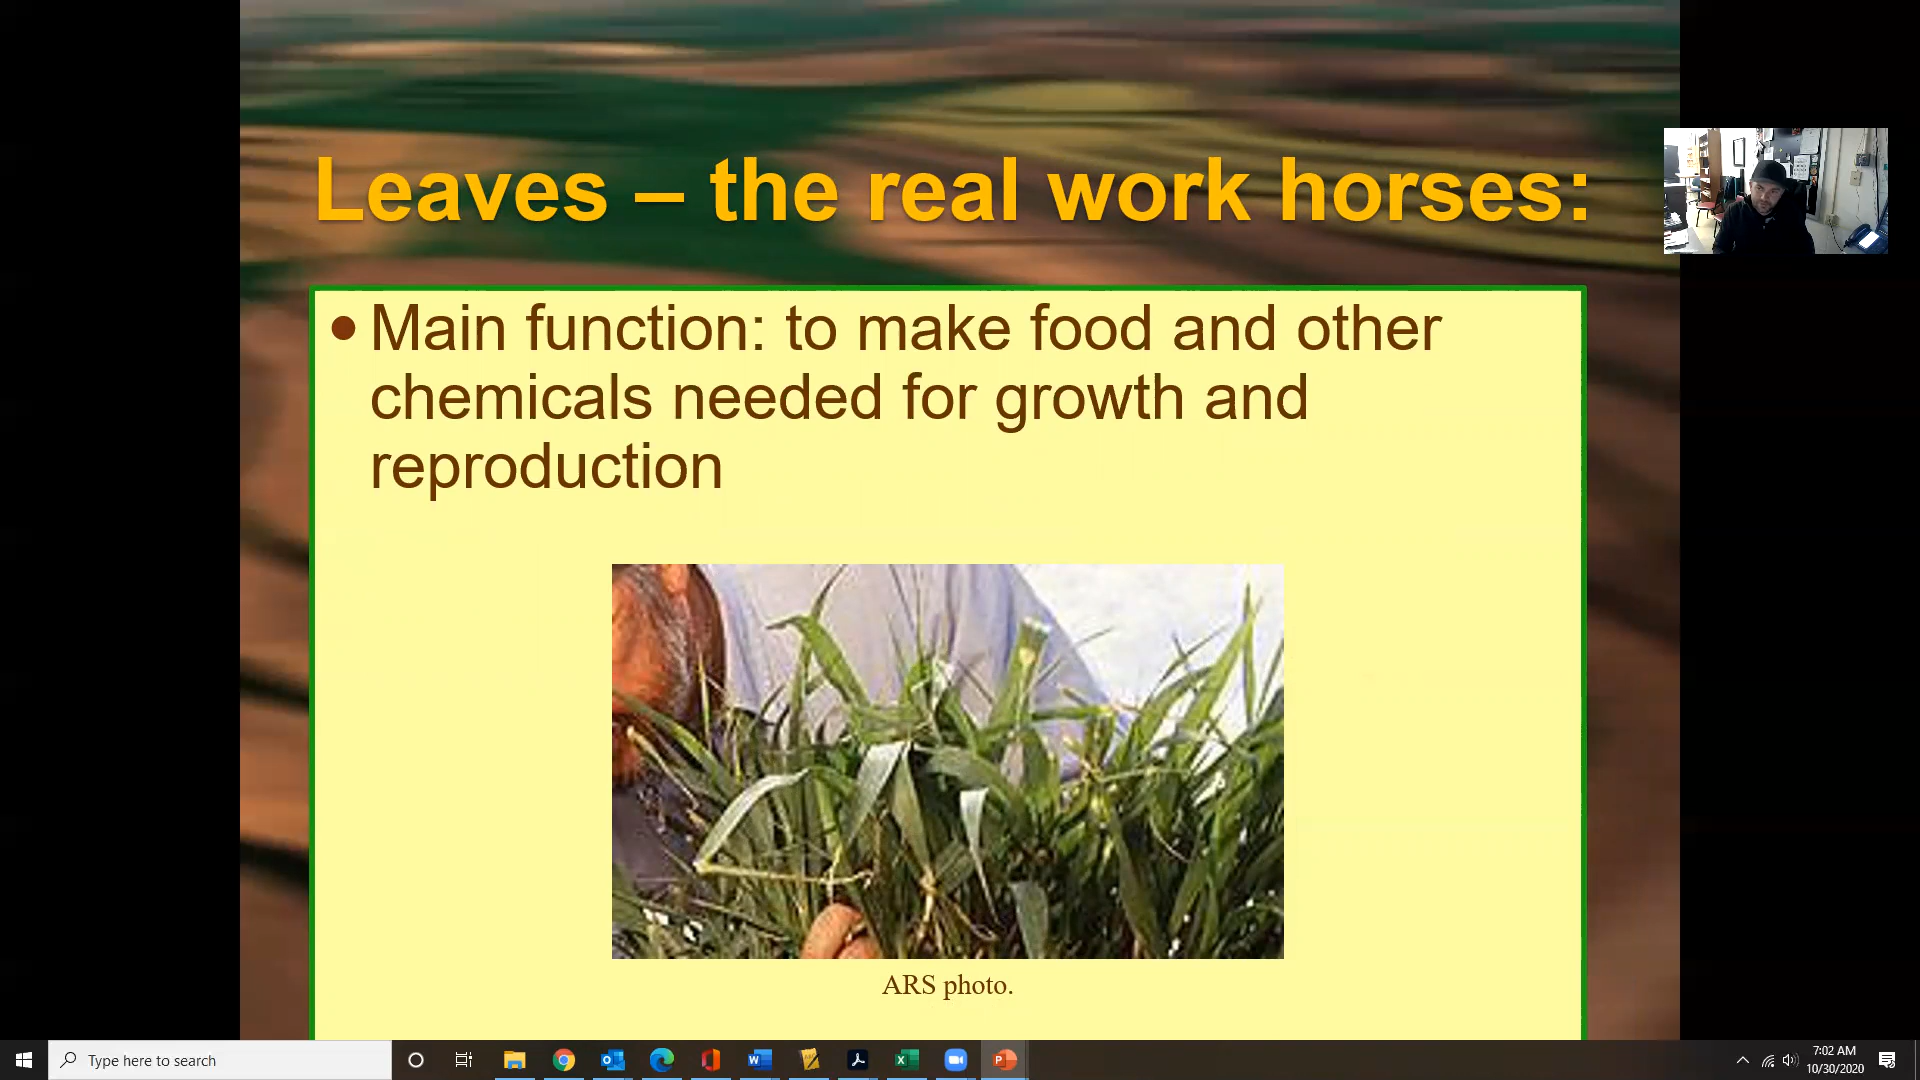 Leaves – the real work horses:
• Main function: to make food and other
chemicals needed for growth and
reproduction
ARS photo.
Type here to search
7:02 AM
10/30/2020